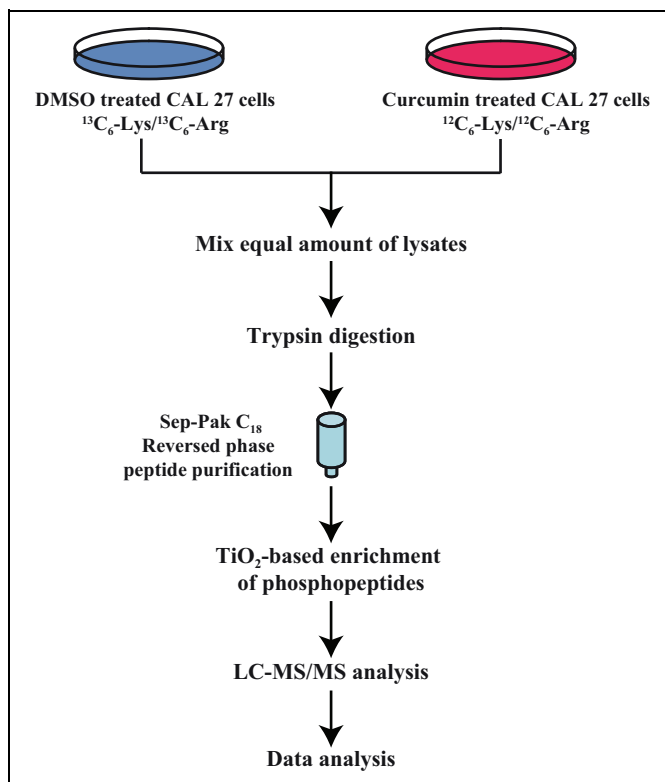 DMSO treated CAL 27 cells
¹³C₆-Lys/¹³C₆-Arg
Curcumin treated CAL 27 cells
¹²C₆-Lys/¹²C₆-Arg
Mix equal amount of lysates
Trypsin digestion
Sep-Pak C₁₈
Reversed phase
peptide purification
TiO₂-based enrichment
of phosphopeptides
LC-MS/MS analysis
Data analysis